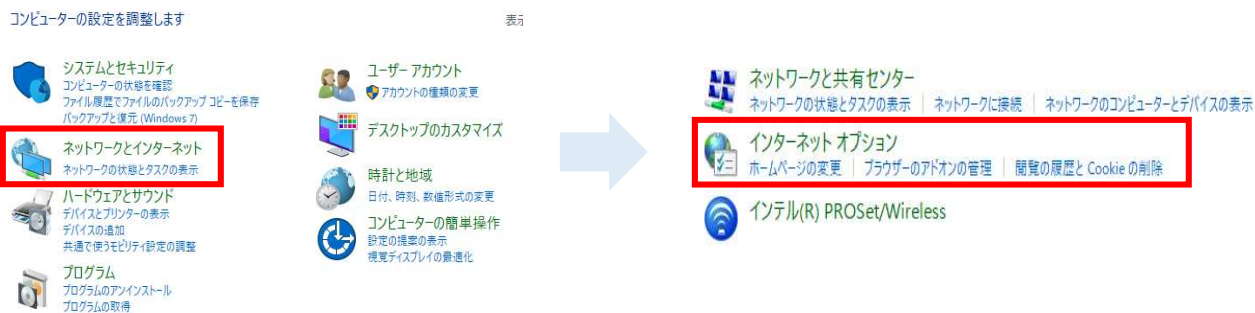 コンピューターの設定を調整します
表示
システムとセキュリティ
コンピューターの状態を確認
ファイル履歴でファイルのバックアップ コピーを保存
バックアップと復元 (Windows 7)
ネットワークとインターネット
ネットワークの状態とタスクの表示
ハードウェアとサウンド
デバイスとプリンターの表示
デバイスの追加
共通で使うモビリティ設定の調整
プログラム
プログラムのアンインストール
プログラムの取得
ユーザー アカウント
アカウントの種類の変更
デスクトップのカスタマイズ
時計と地域
日付、時刻、数値形式の変更
コンピューターの簡単操作
設定の提案の表示
視覚ディスプレイの最適化
ネットワークと共有センター
ネットワークの状態とタスクの表示 | ネットワークに接続 | ネットワークのコンピューターとデバイスの表示
インターネット オプション
ホームページの変更 | ブラウザーのアドオンの管理 | 閲覧の履歴と Cookie の削除
インテル(R) PROSet/Wireless